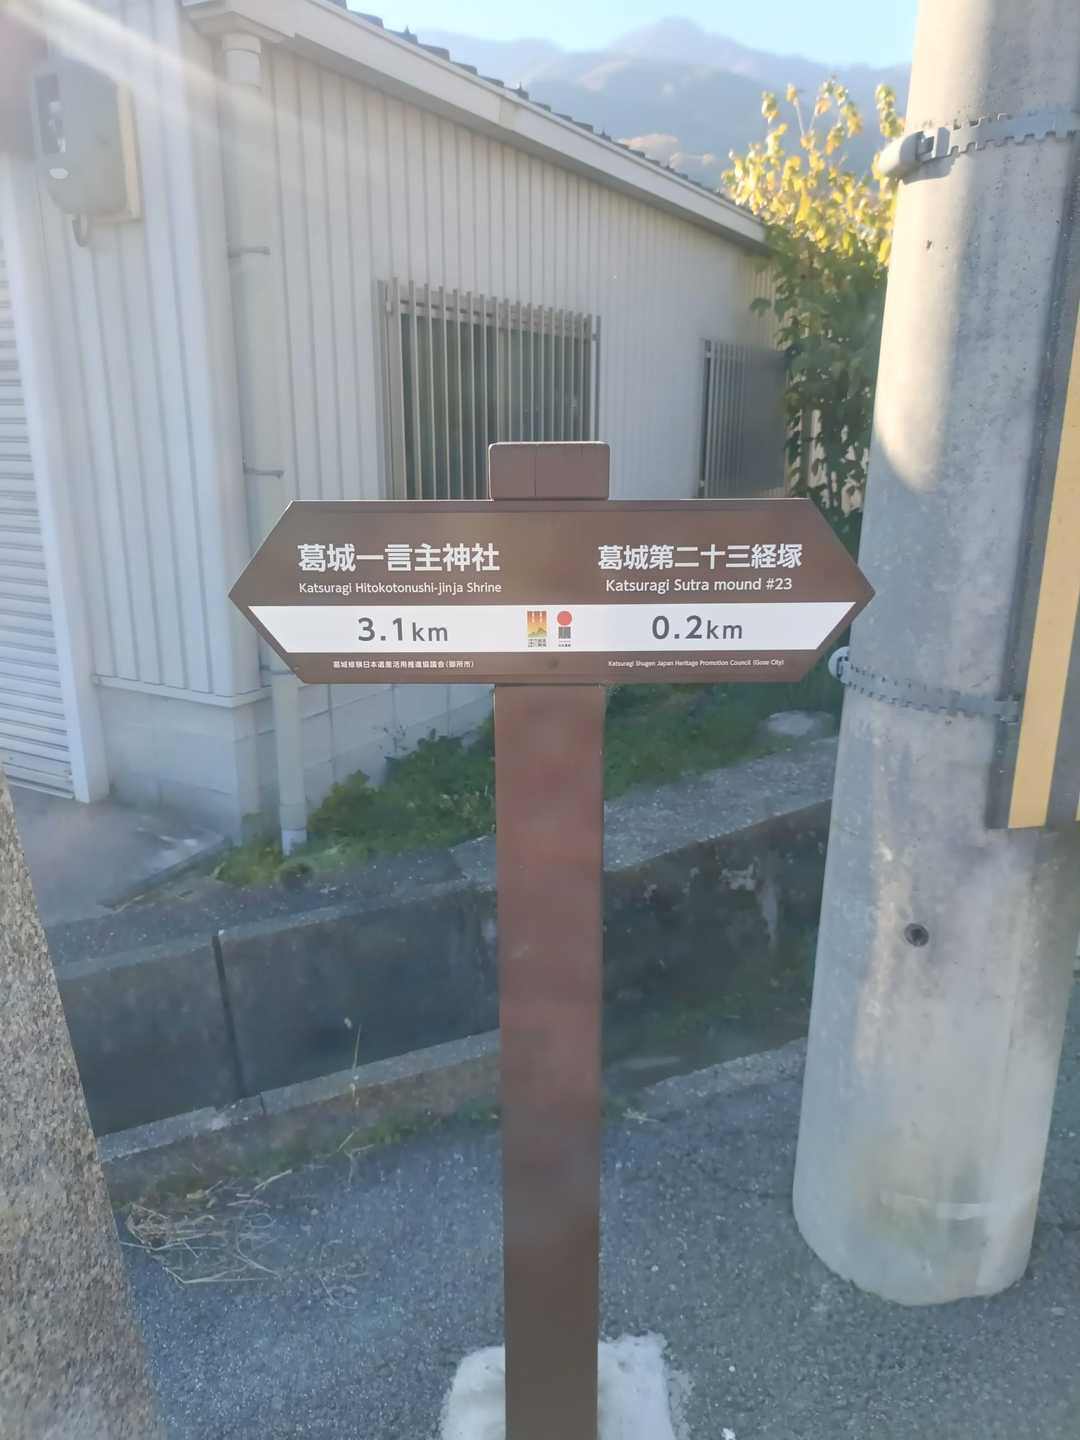 葛城一言主神社
Katsuragi Hitokotonushi-jinja Shrine
3.1km
葛城修験日本遺産活用推進協議会(御所市)
葛城第二十三経塚
Katsuragi Sutra mound #23
0.2km
Katsuragi Shugen Japan Heritage Promotion Council (Gose City)